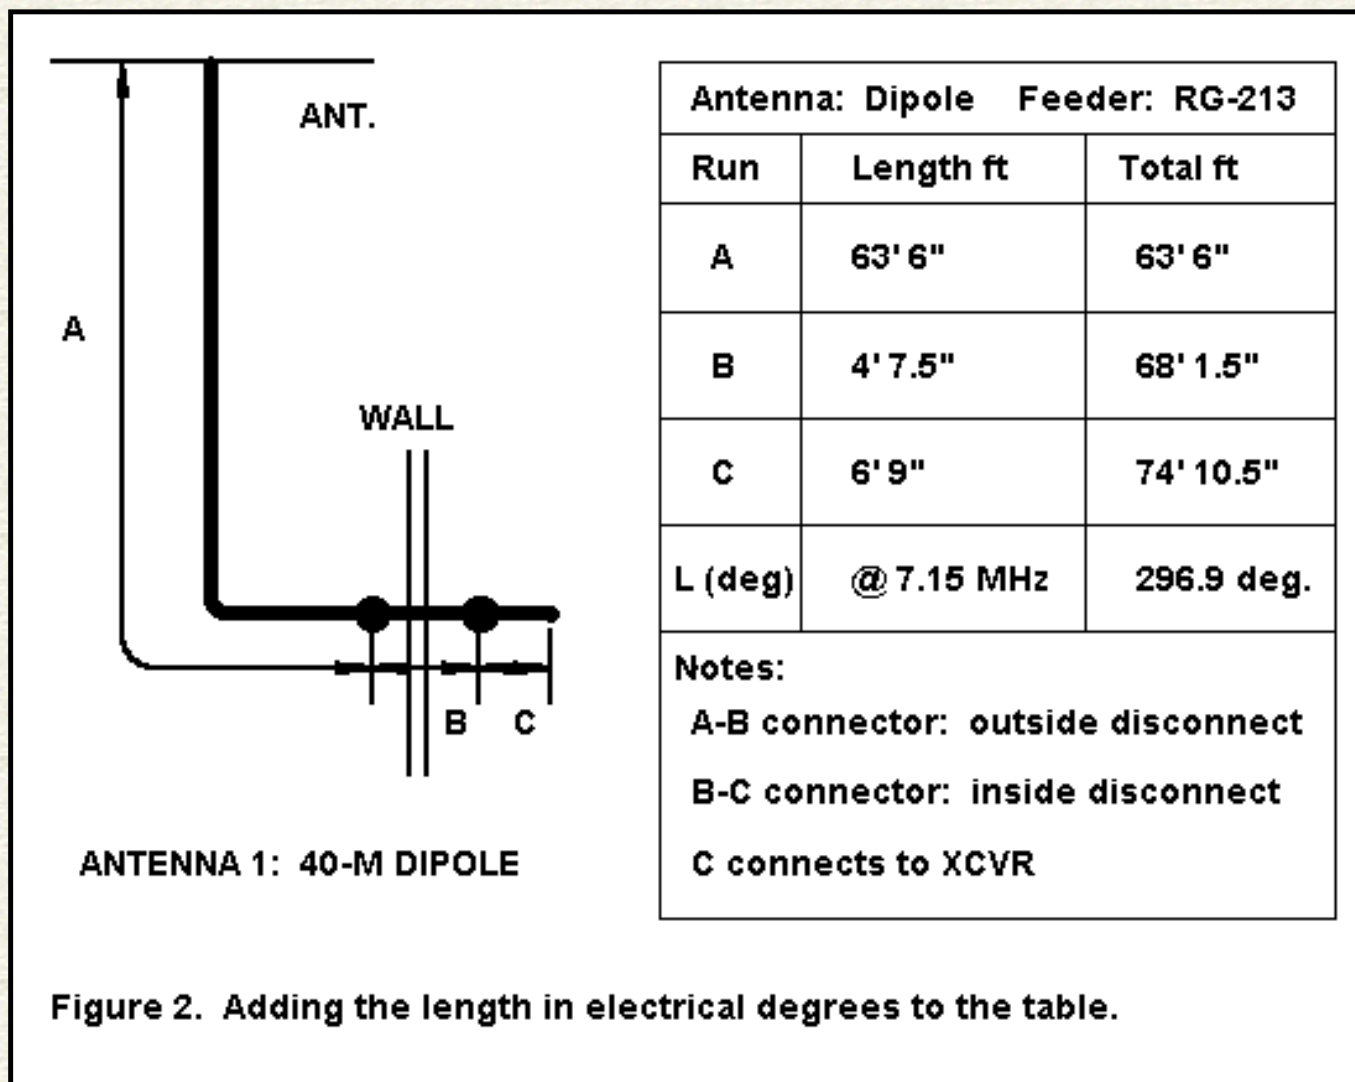 ANT.
A
WALL
B C
ANTENNA 1: 40-M DIPOLE
Antenna: Dipole Feeder: RG-213
Run Length ft Total ft
A 63' 6" 63' 6"
B 4' 7.5" 68' 1.5"
C 6' 9" 74' 10.5"
L (deg) @ 7.15 MHz 296.9 deg.
Notes:
A-B connector: outside disconnect
B-C connector: inside disconnect
C connects to XCVR
Figure 2. Adding the length in electrical degrees to the table.